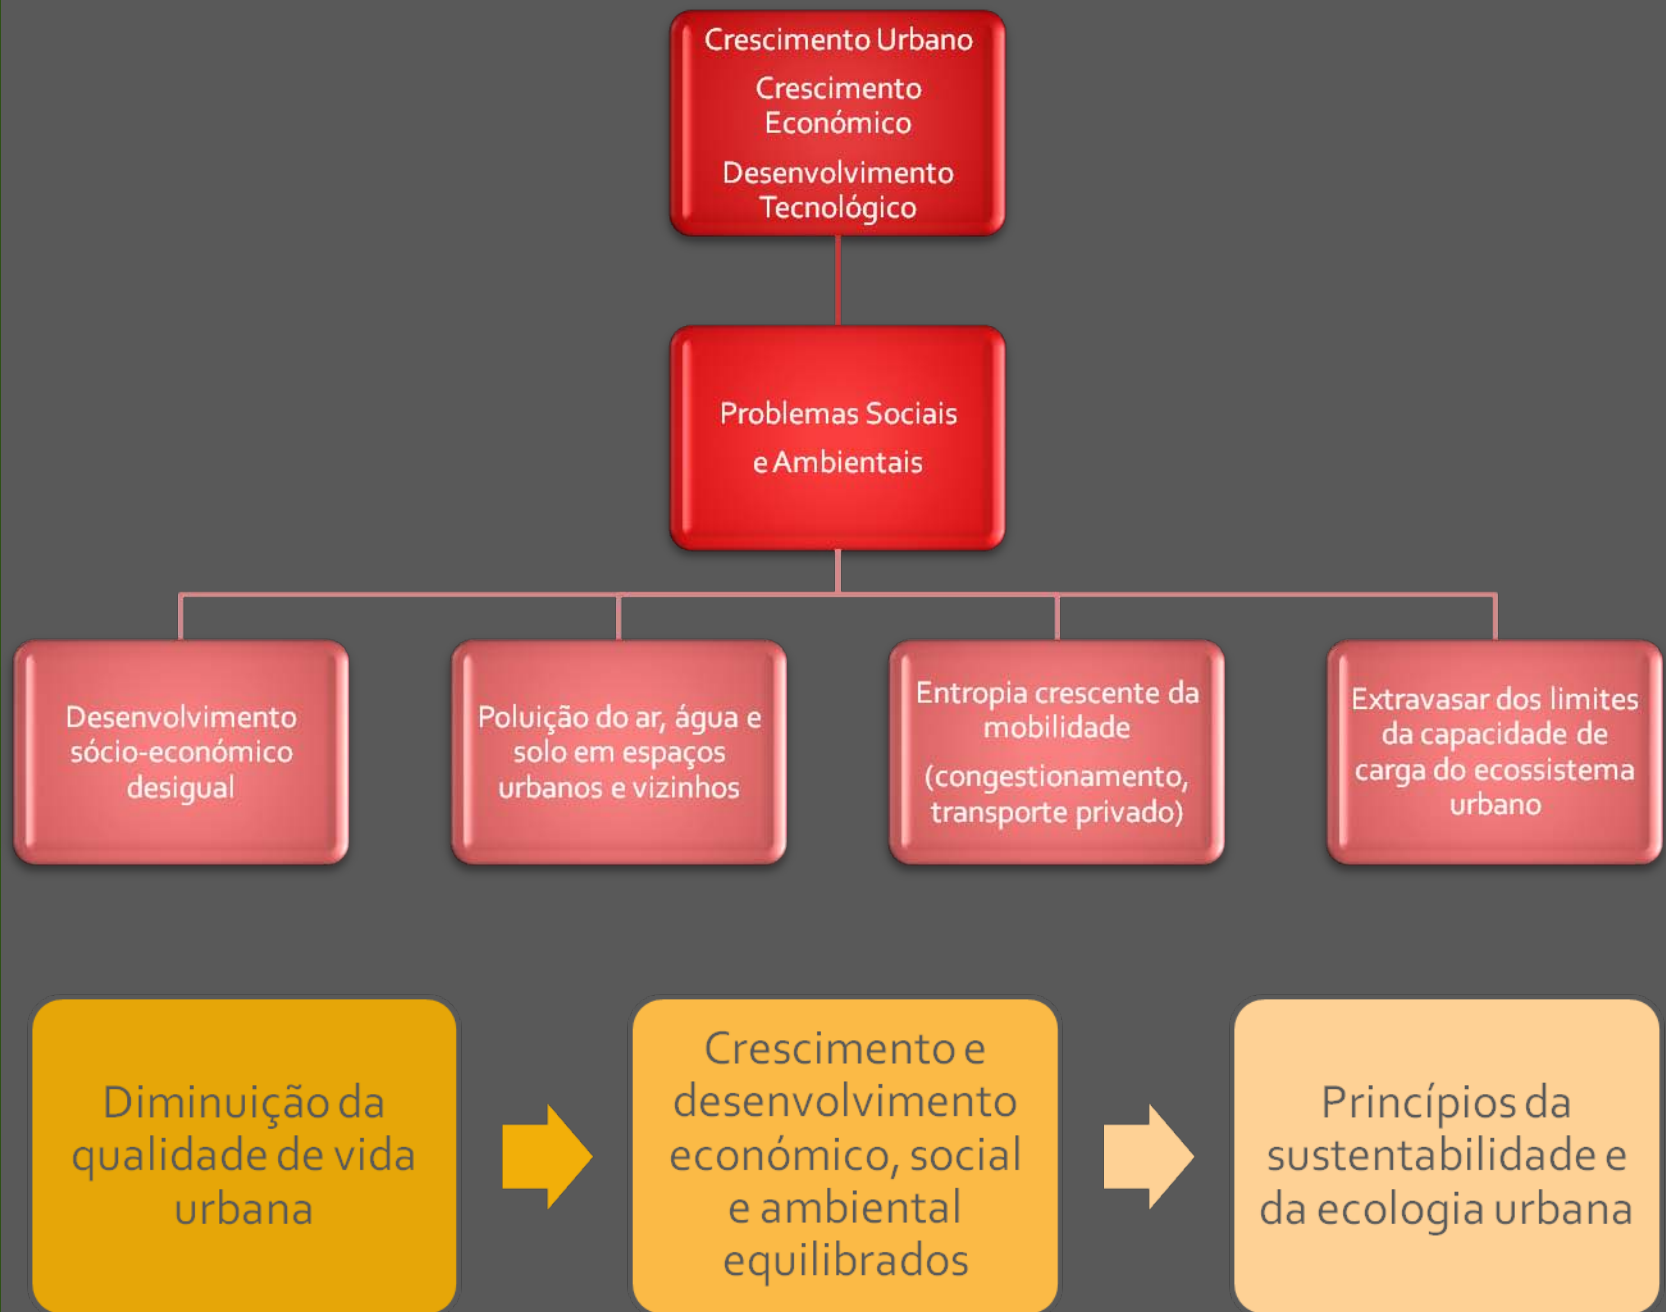 Crescimento Urbano
Crescimento
Económico
Desenvolvimento
Tecnológico
Problemas Sociais
e Ambientais
Desenvolvimento
sócio-económico
desigual
Poluição do ar, água e
solo em espaços
urbanos e vizinhos
Entropia crescente da
mobilidade
(congestionamento,
transporte privado)
Extravasar dos limites
da capacidade de
carga do ecossistema
urbano
Diminuição da
qualidade de vida
urbana
Crescimento e
desenvolvimento
económico, social
e ambiental
equilibrados
Princípios da
sustentabilidade e
da ecologia urbana